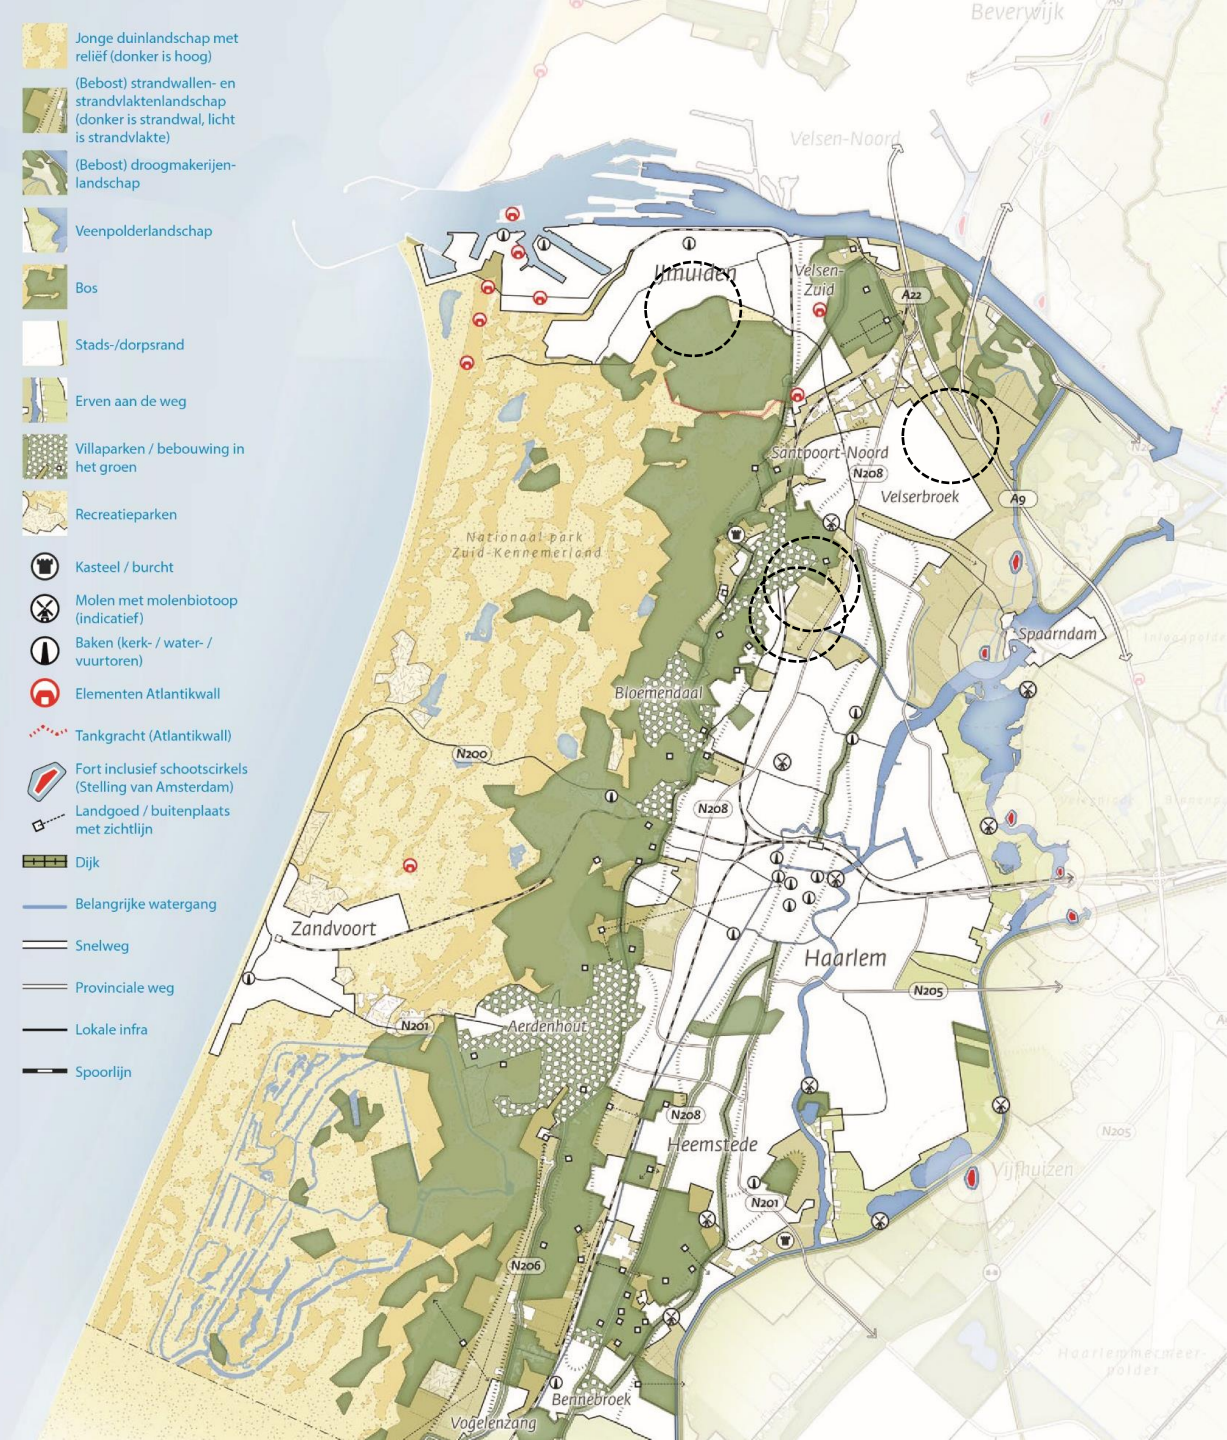 Jonge duinlandschap met
reliëf (donker is hoog)
(Bebost) strandwallen- en
strandvlaktenlandschap
(donker is strandwal, licht
is strandvlakte)
(Bebost) droogmakerijen-
landschap
Veenpolderlandschap
Bos
Stads-/dorpsrand
Erven aan de weg
Villaparken / bebouwing in
het groen
Recreatieparken
Kasteel / burcht
Molen met molenbiotoop
(indicatief)
Baken (kerk- / water- /
vuurtoren)
Elementen Atlantikwall
Tankgracht (Atlantikwall)
Fort inclusief schootscirkels
(Stelling van Amsterdam)
Landgoed / buitenplaats
met zichtlijn
Dijk
Belangrijke watergang
Snelweg
Provinciale weg
Lokale infra
Spoorlijn
Beverwijk
A9
Velsen-Noord
IJmuiden
Velsen-
Zuid
A22
Santpoort-Noord
N208
Velserbroek
A9
Nationaal park
Zuid-Kennemerland
Spaarndam
Bloemendaal
N200
N208
Zandvoort
Haarlem
N205
N201
Aerdenhout
N208
Heemstede
N205
Vijfhuizen
N201
N206
Haarlemmermeer-
polder
Bennebroek
Vogelenzang